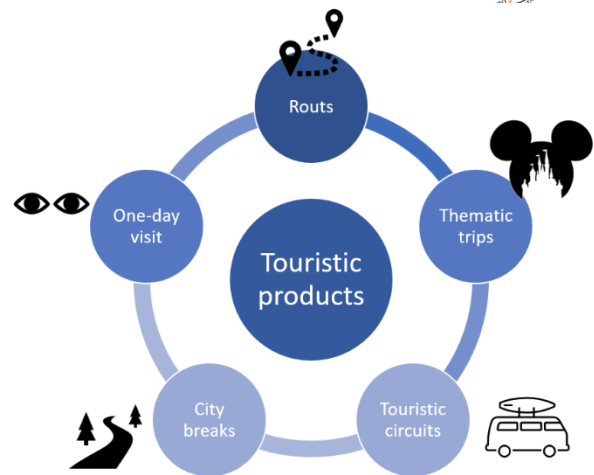 Routs
Thematic
trips
Touristic
circuits
City
breaks
One-day
visit
Touristic
products